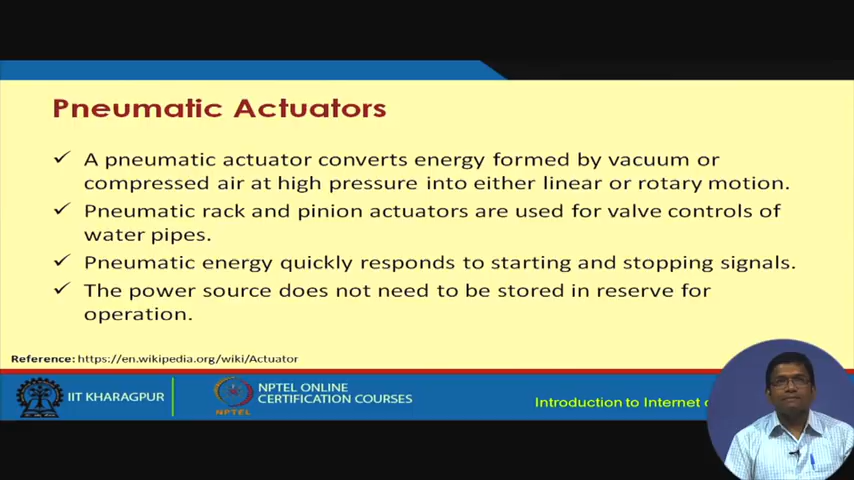 Pneumatic Actuators
✓ A pneumatic actuator converts energy formed by vacuum or
compressed air at high pressure into either linear or rotary motion.
✓ Pneumatic rack and pinion actuators are used for valve controls of
water pipes.
✓ Pneumatic energy quickly responds to starting and stopping signals.
✓ The power source does not need to be stored in reserve for
operation.
Reference: https://en.wikipedia.org/wiki/Actuator
IIT KHARAGPUR
NPTEL
NPTEL ONLINE
CERTIFICATION COURSES
Introduction to Internet